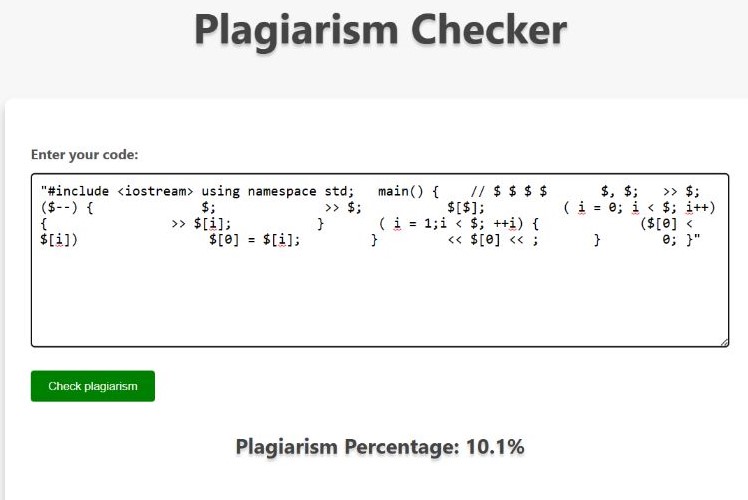 Plagiarism Checker
Enter your code:
"#include <iostream> using namespace std;   main() {    // $ $ $ $       $, $;   >> $;
($--) {              $;              >> $;           $[$];          ( i = 0; i < $; i++)
{                >> $[i];           }       ( i = 1;i < $; ++i) {             ($[0] <
$[i])                 $[0] = $[i];         }         << $[0] << ;       }        0; }"
Check plagiarism
Plagiarism Percentage: 10.1%